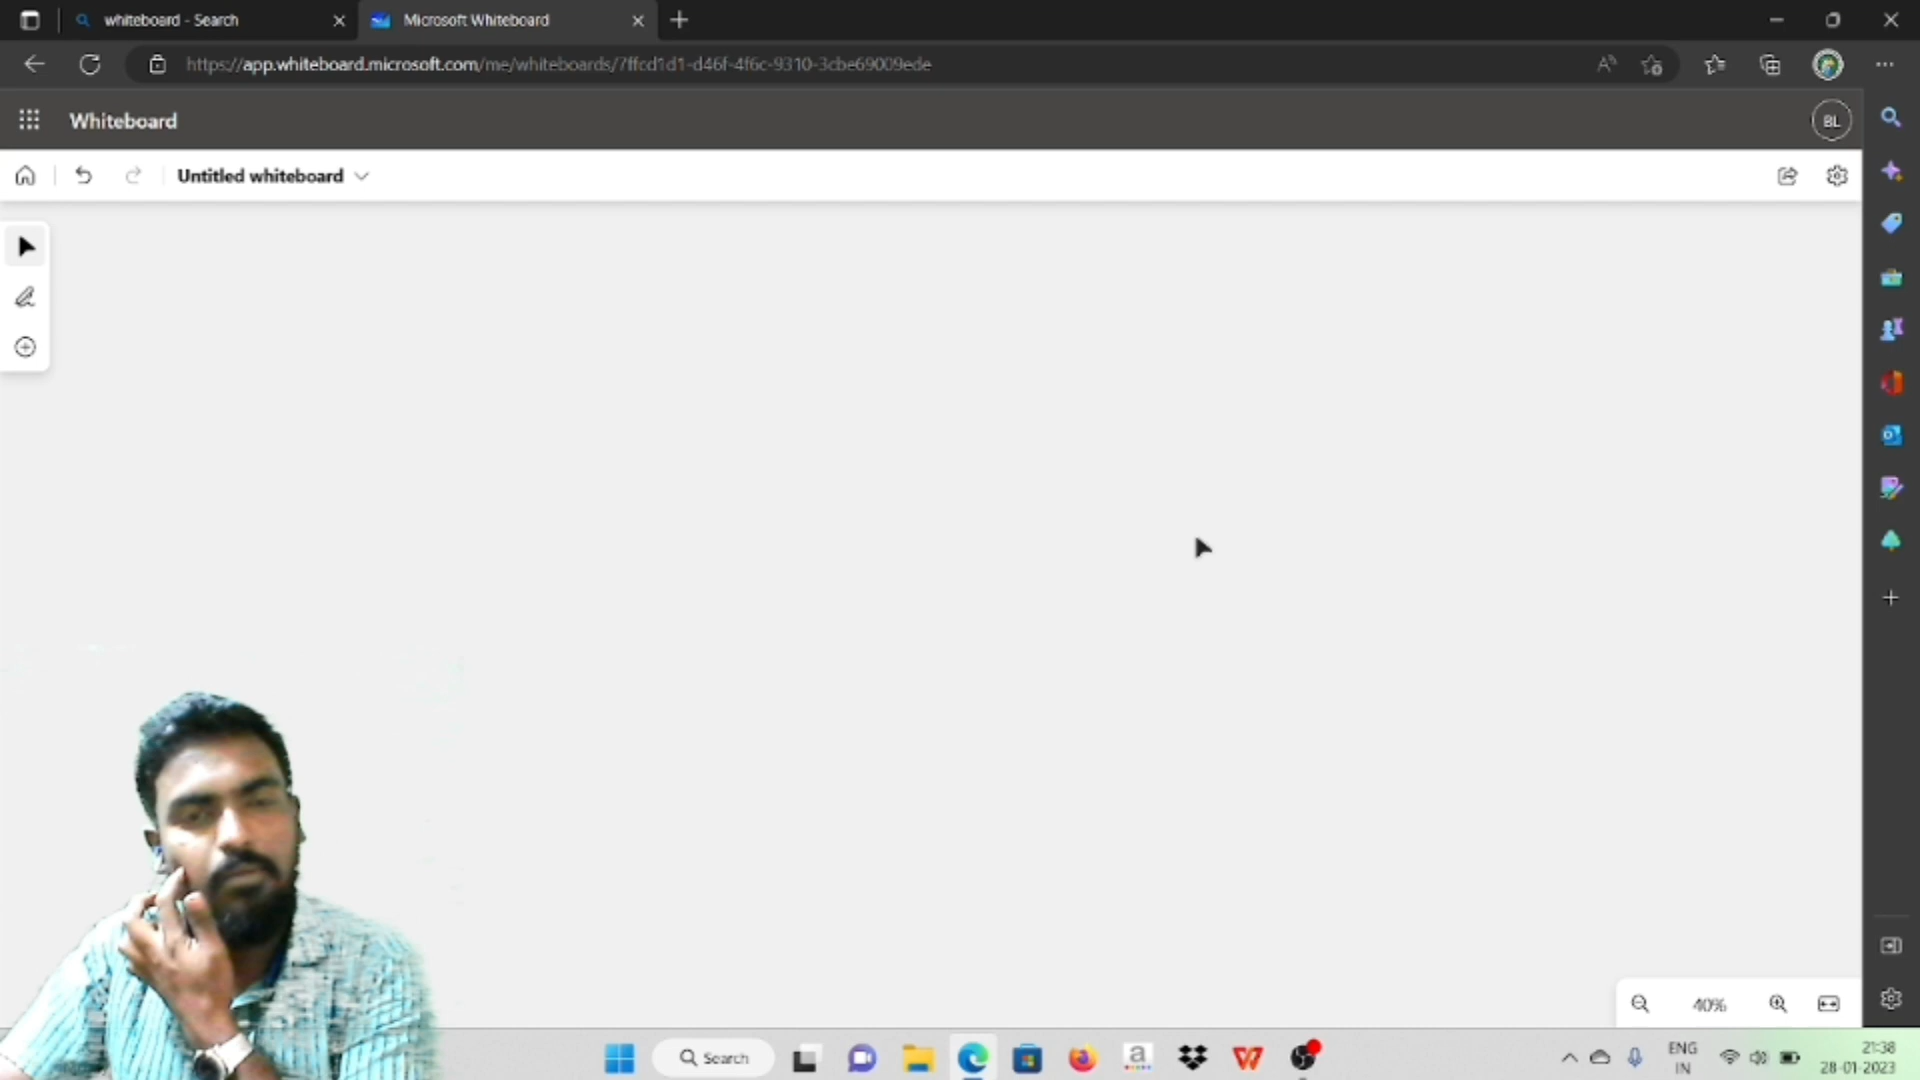 whiteboard - Search
Microsoft Whiteboard
https://app.whiteboard.microsoft.com/me/whiteboards/7ffcd1d1-d46f-4f6c-9310-3cbe69009ede
Whiteboard
BL
Untitled whiteboard
40%
Search
ENG
IN
21:38
28-01-2023